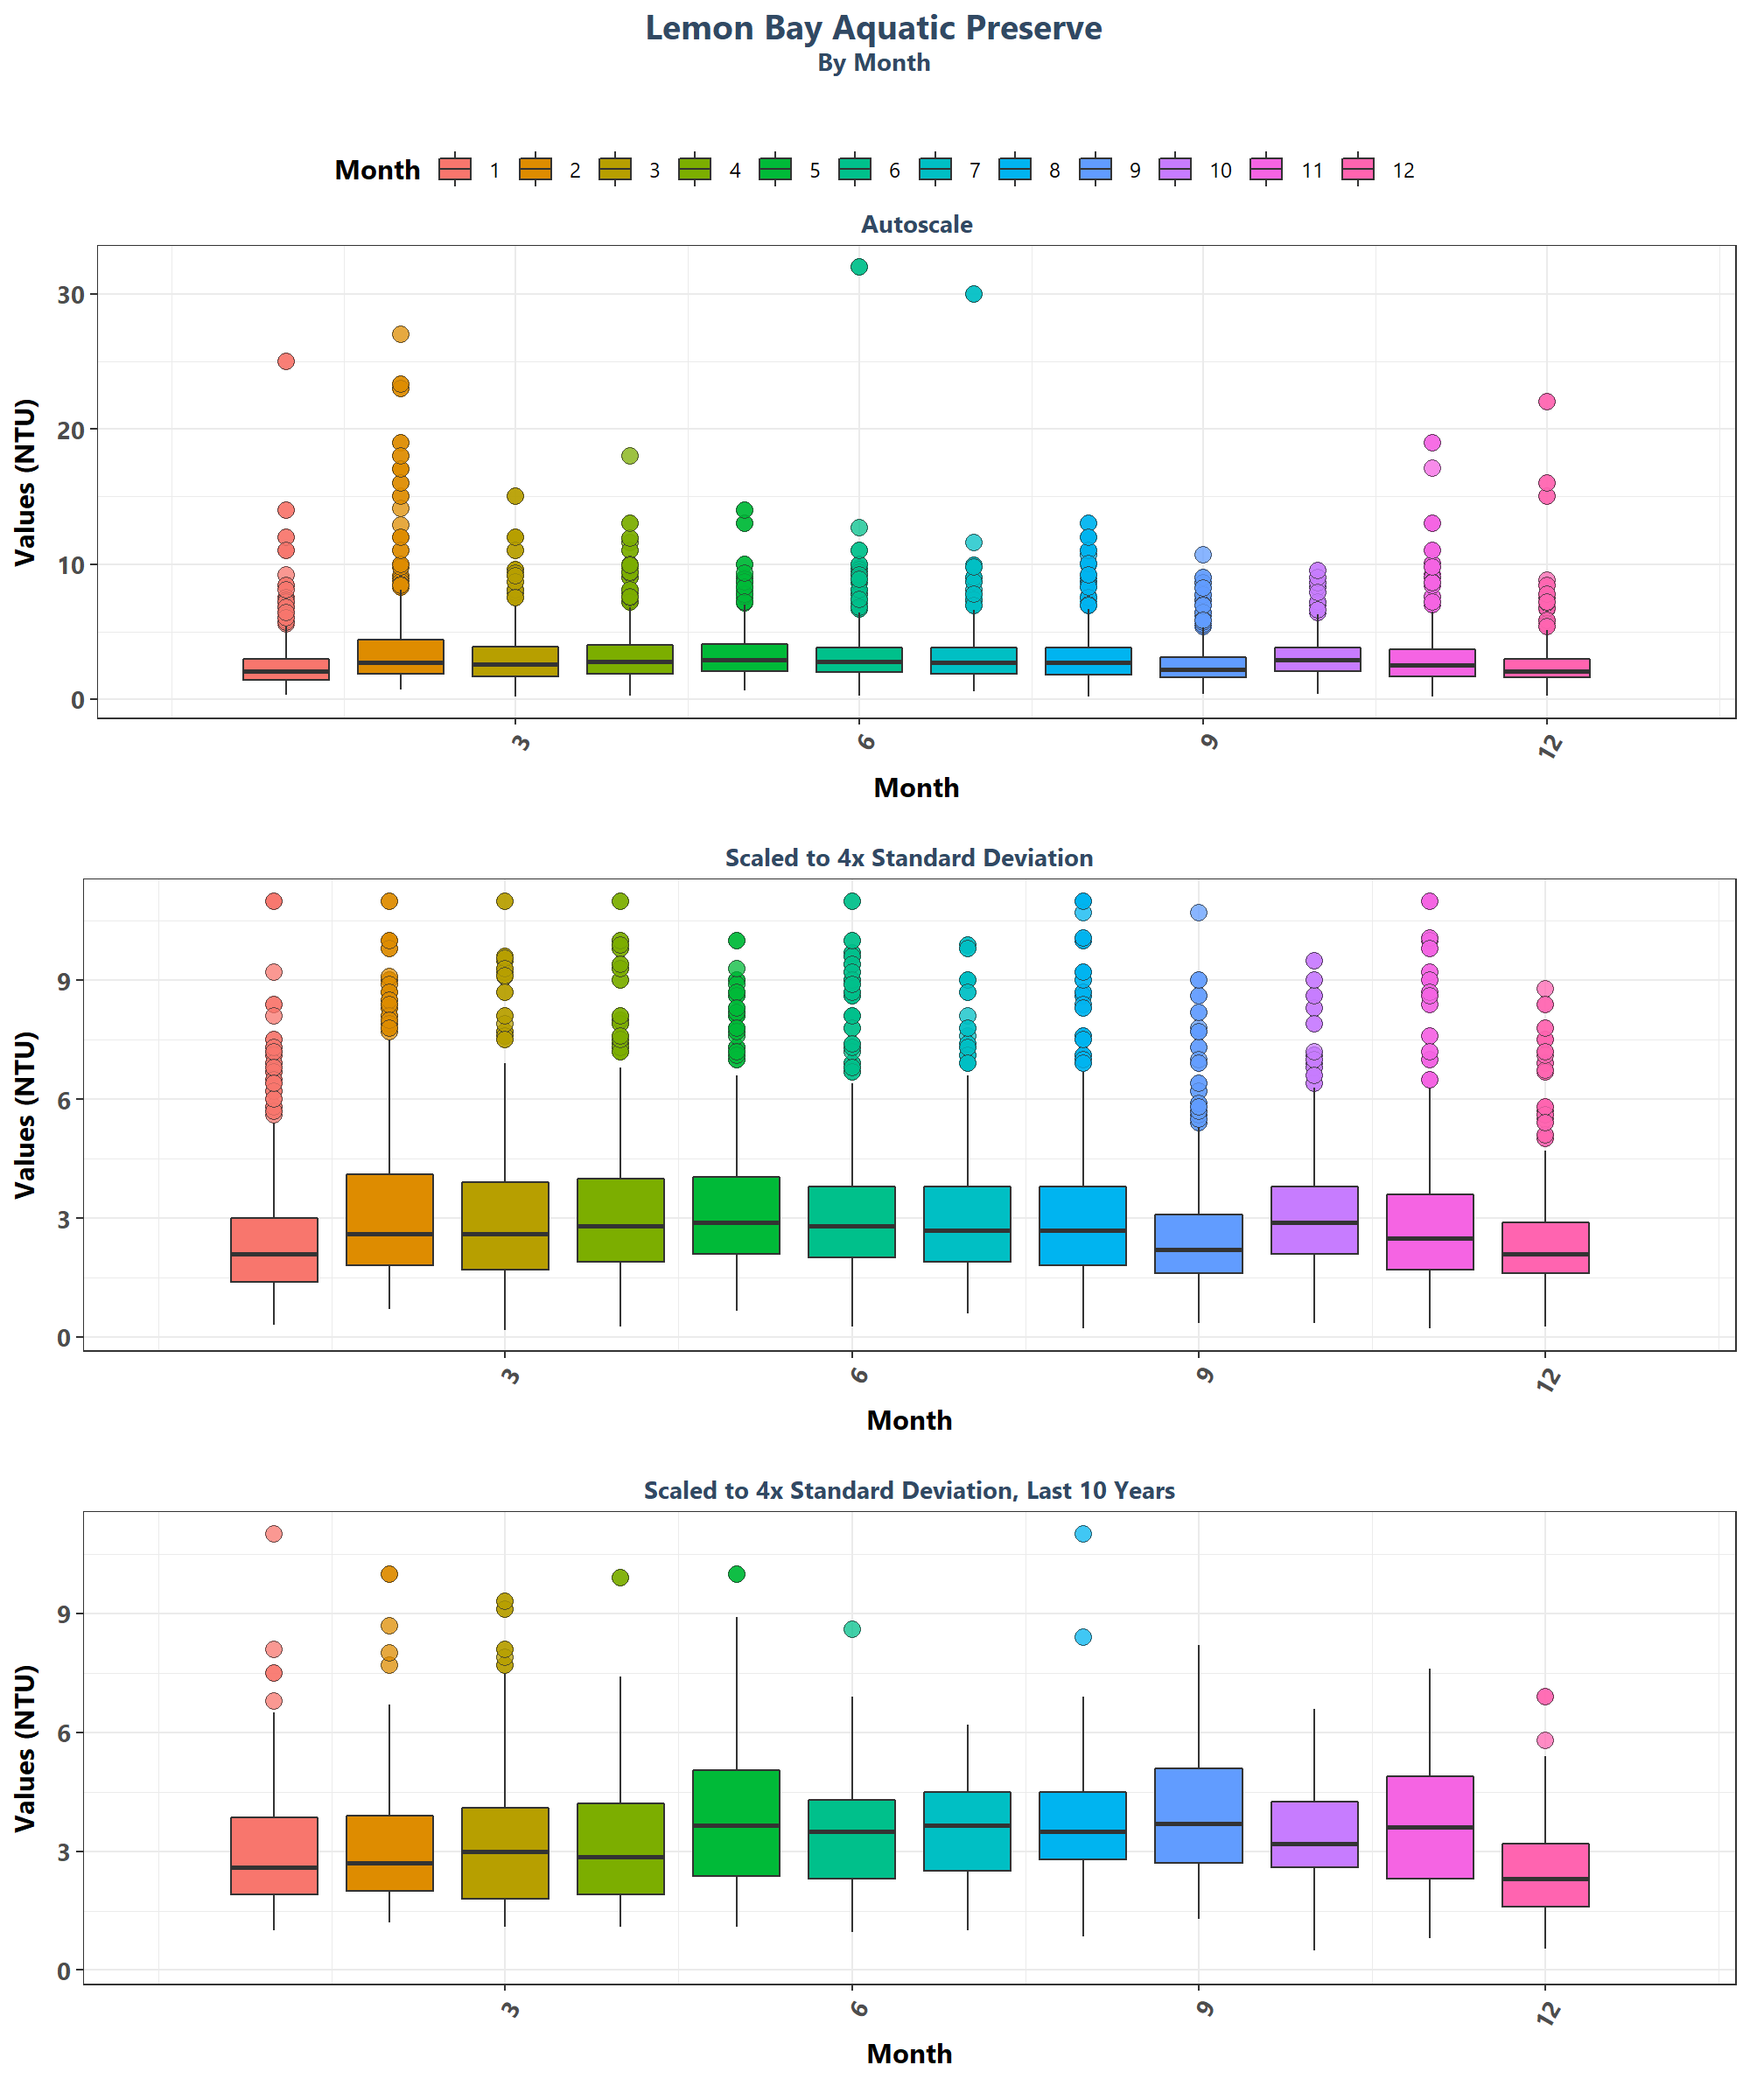 Lemon Bay Aquatic Preserve
By Month
Month 1 2 3 4 5 6 7 8 9 10 11 12
Autoscale
Values (NTU)
30
20
10
0
3 6 9 12
Month
Scaled to 4x Standard Deviation
Values (NTU)
9
6
3
0
3 6 9 12
Month
Scaled to 4x Standard Deviation, Last 10 Years
Values (NTU)
9
6
3
0
3 6 9 12
Month